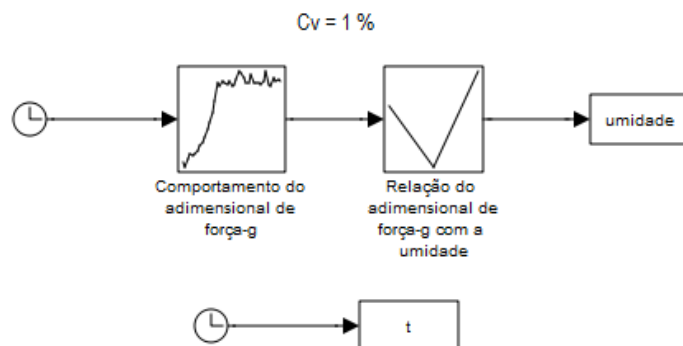 Cv = 1 %
umidade
Comportamento do
adimensional de
força-g
Relação do
adimensional de
força-g com a
umidade
t